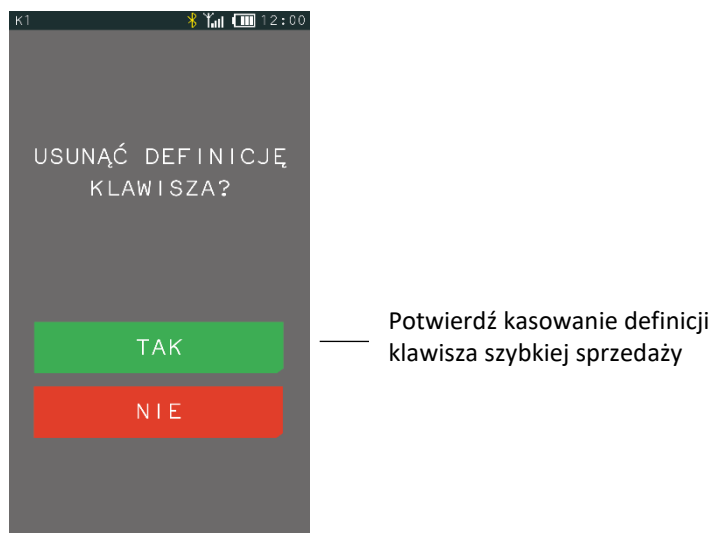 K1 12:00
USUNĄĆ DEFINICJĘ
KLAWISZA?
TAK
NIE
Potwierdź kasowanie definicji
klawisza szybkiej sprzedaży